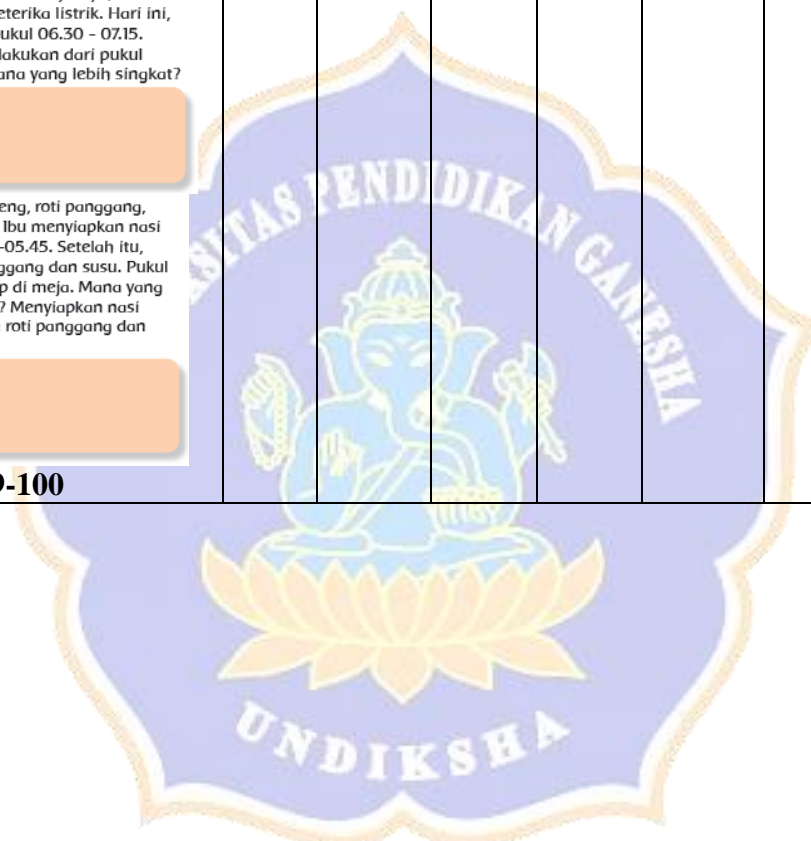 eterika listrik. Hari ini,
ukul 06.30 - 07.15.
lakukan dari pukul
ana yang lebih singkat?
eng, roti panggang,
Ibu menyiapkan nasi
-05.45. Setelah itu,
ggang dan susu. Pukul
p di meja. Mana yang
? Menyiapkan nasi
roti panggang dan
9-100
SITAS PENDIDIKAN GANESHA
UNDIKSHA